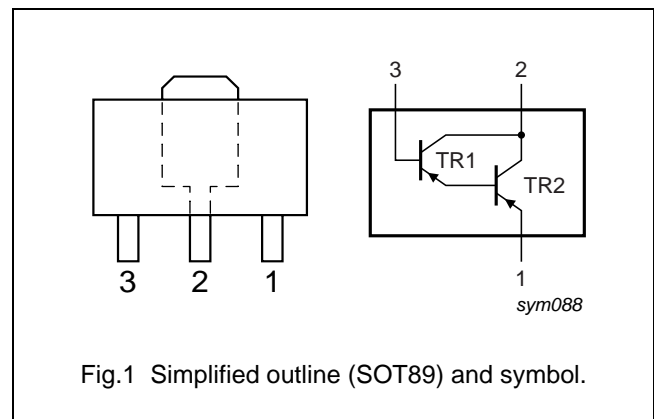 3 2
TR1
TR2
3 2 1
1
sym088
Fig.1 Simplified outline (SOT89) and symbol.